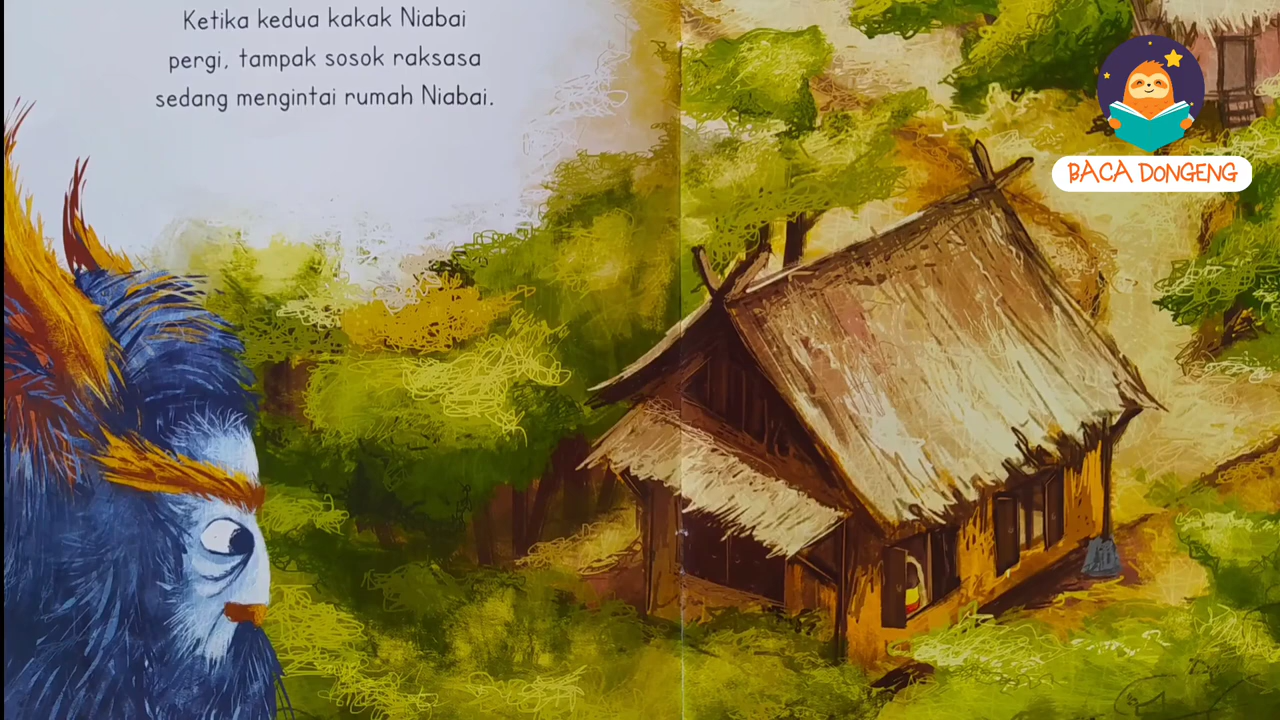 Ketika kedua kakak Niabai
pergi, tampak sosok raksasa
sedang mengintai rumah Niabai.
BACA DONGENG